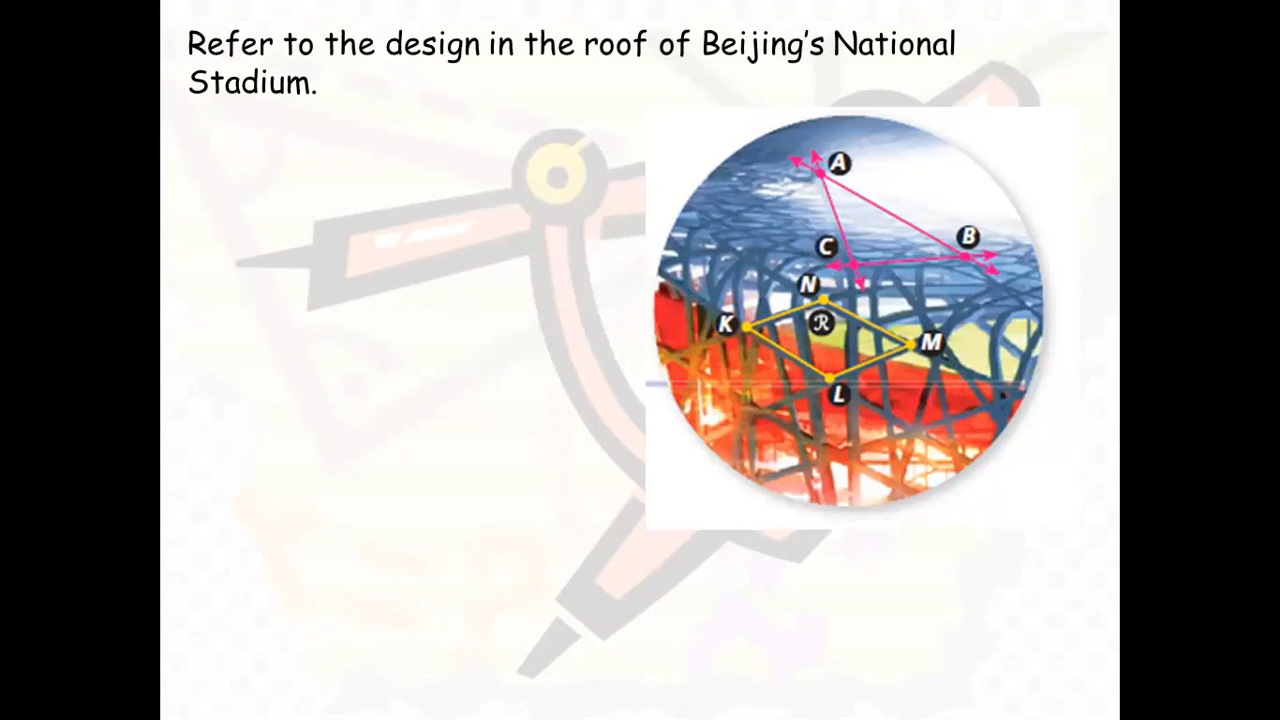 Refer to the design in the roof of Beijing's National
Stadium.
A
B
C
N
K
ℛ
M
L